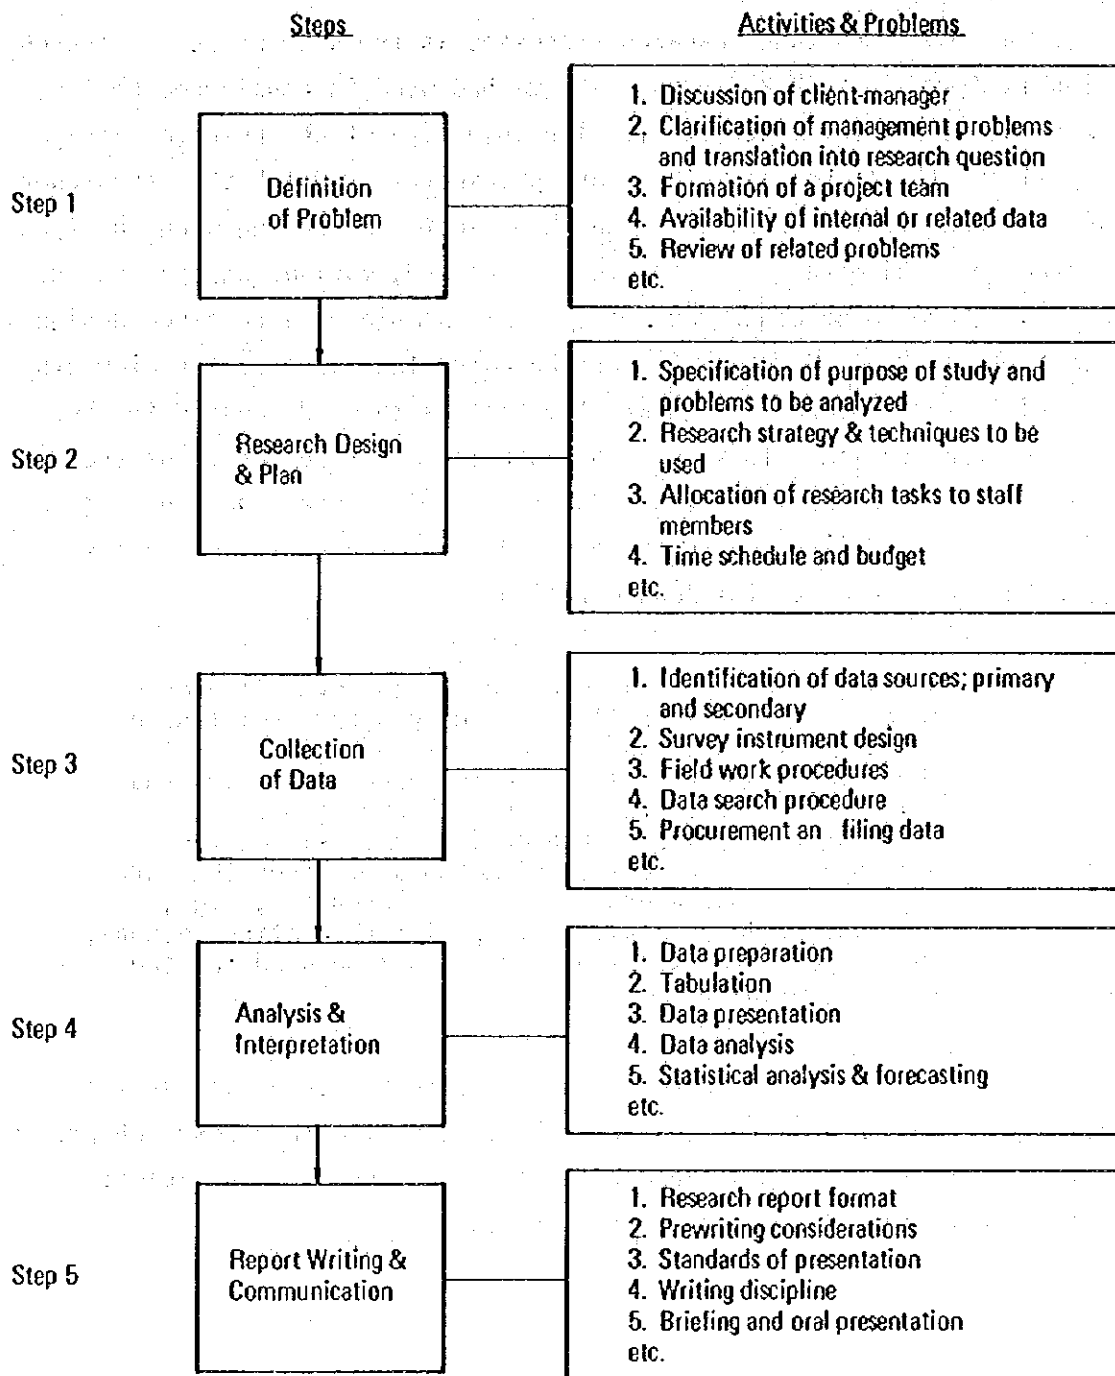 Steps
Activities & Problems
Step 1
Definition
of Problem
1. Discussion of client-manager
2. Clarification of management problems
and translation into research question
3. Formation of a project team
4. Availability of internal or related data
5. Review of related problems
etc.
Step 2
Research Design
& Plan
1. Specification of purpose of study and
problems to be analyzed
2. Research strategy & techniques to be
used
3. Allocation of research tasks to staff
members
4. Time schedule and budget
etc.
Step 3
Collection
of Data
1. Identification of data sources; primary
and secondary
2. Survey instrument design
3. Field work procedures
4. Data search procedure
5. Procurement an filing data
etc.
Step 4
Analysis &
Interpretation
1. Data preparation
2. Tabulation
3. Data presentation
4. Data analysis
5. Statistical analysis & forecasting
etc.
Step 5
Report Writing &
Communication
1. Research report format
2. Prewriting considerations
3. Standards of presentation
4. Writing discipline
5. Briefing and oral presentation
etc.